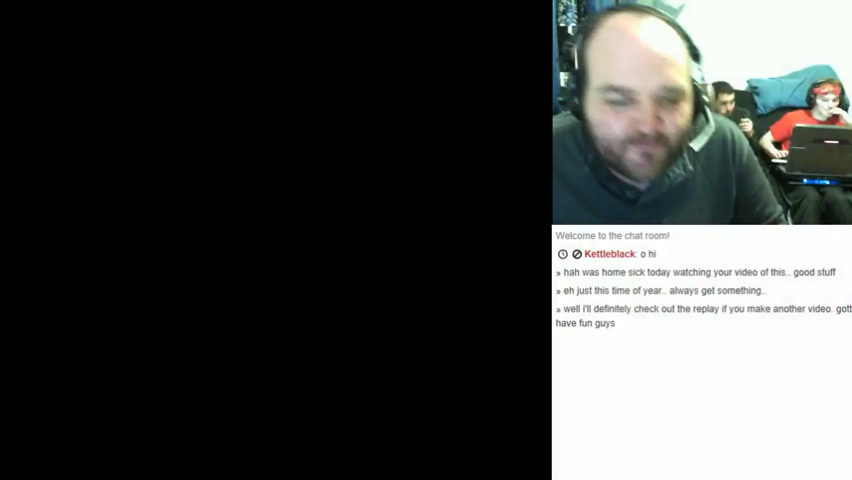 Welcome to the chat room!
Kettleblack: o hi
» hah was home sick today watching your video of this.. good stuff
» eh just this time of year.. always get something..
» well i'll definitely check out the replay if you make another video. gott
have fun guys